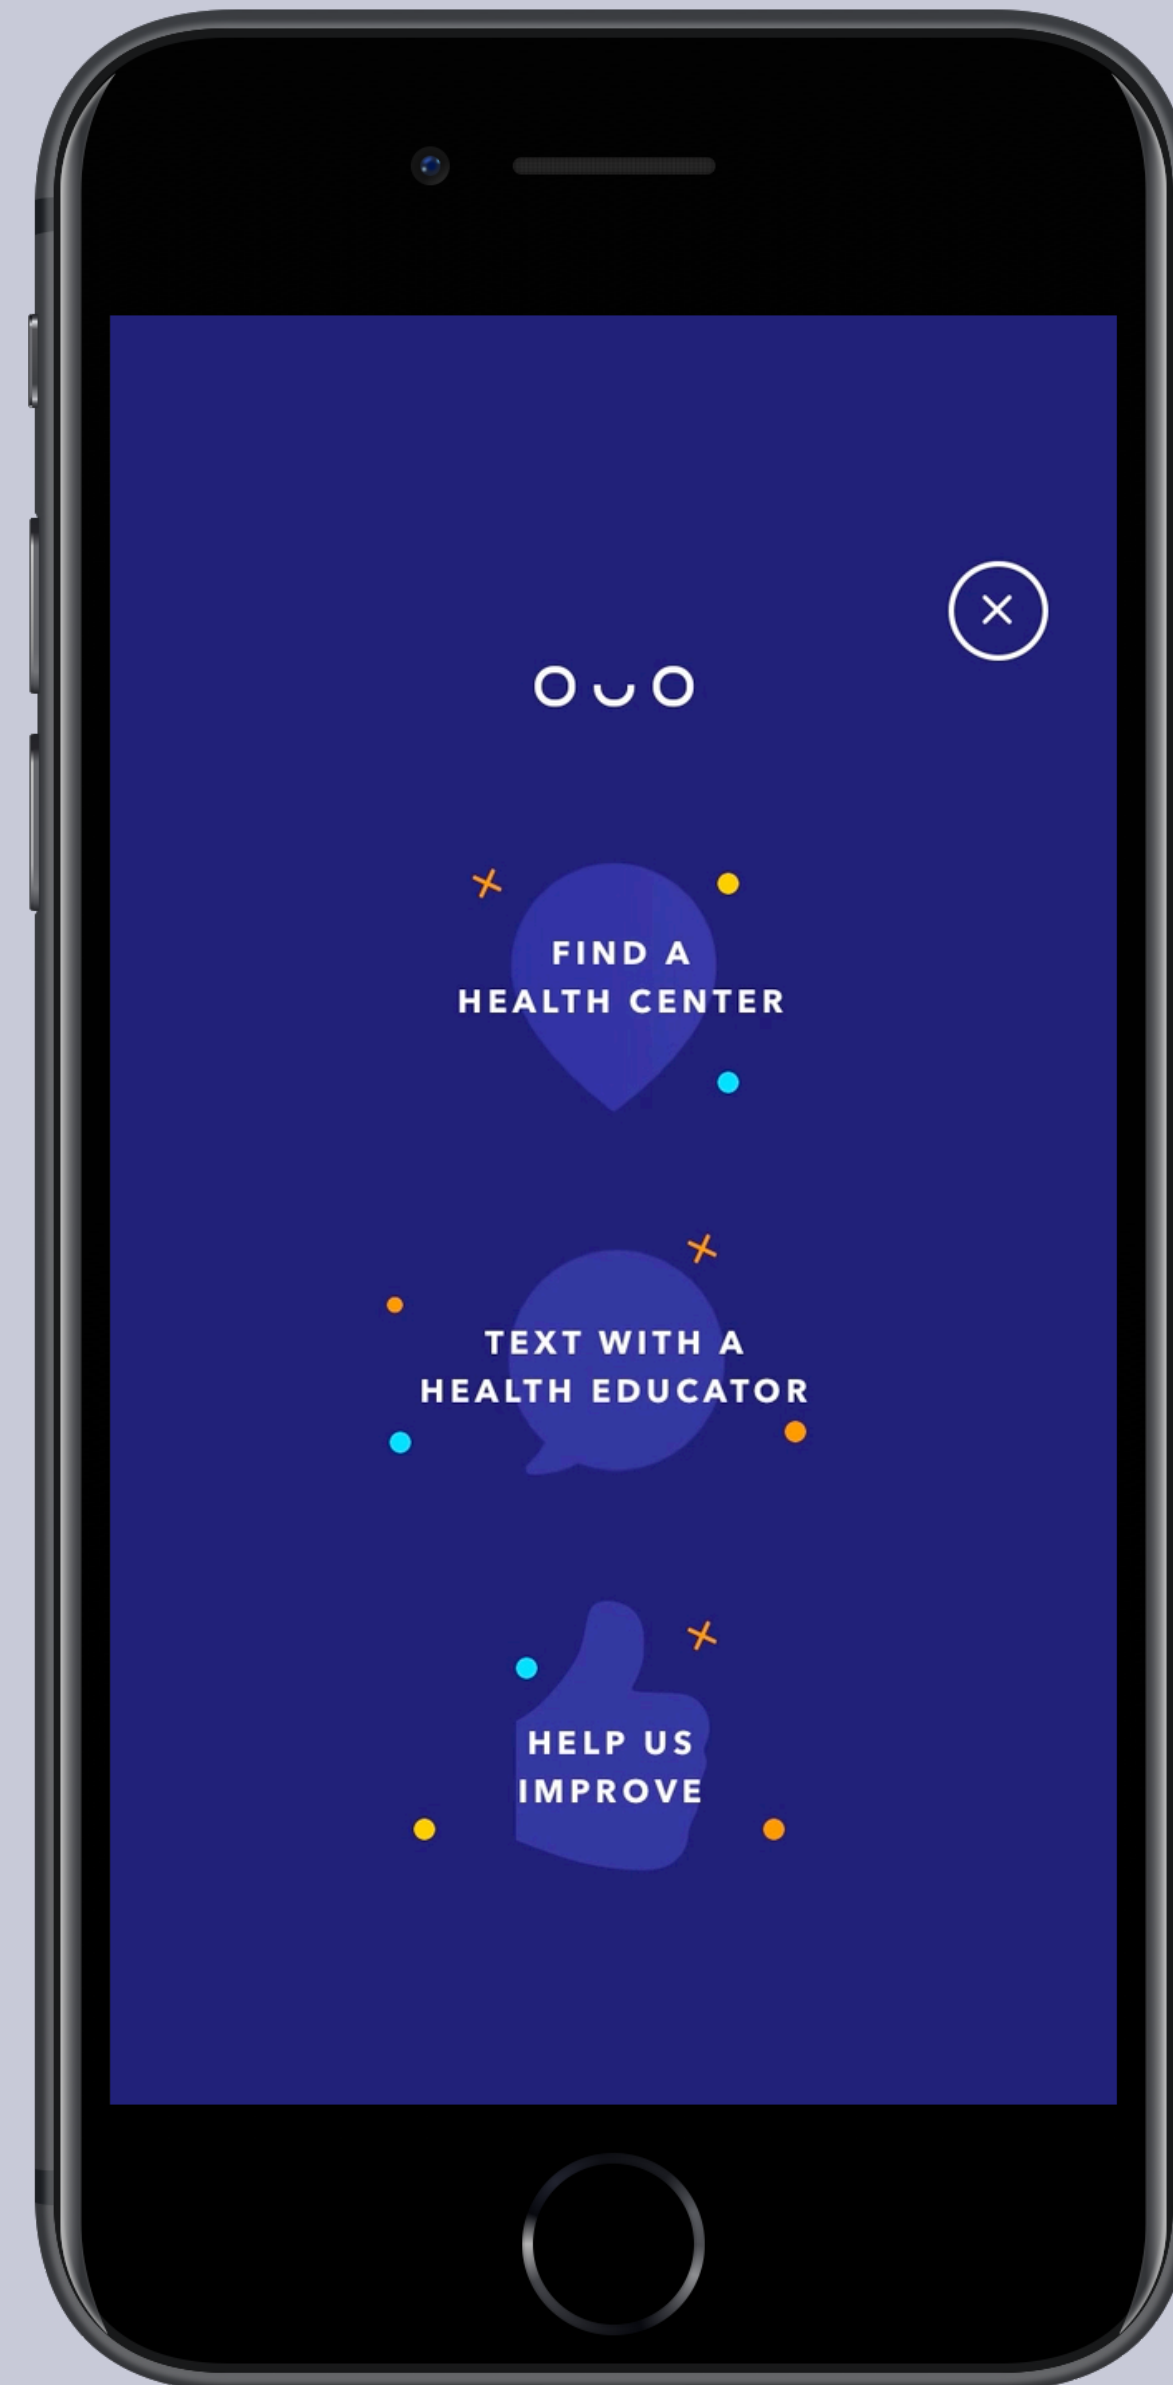 FIND A
HEALTH CENTER
TEXT WITH A
HEALTH EDUCATOR
HELP US
IMPROVE